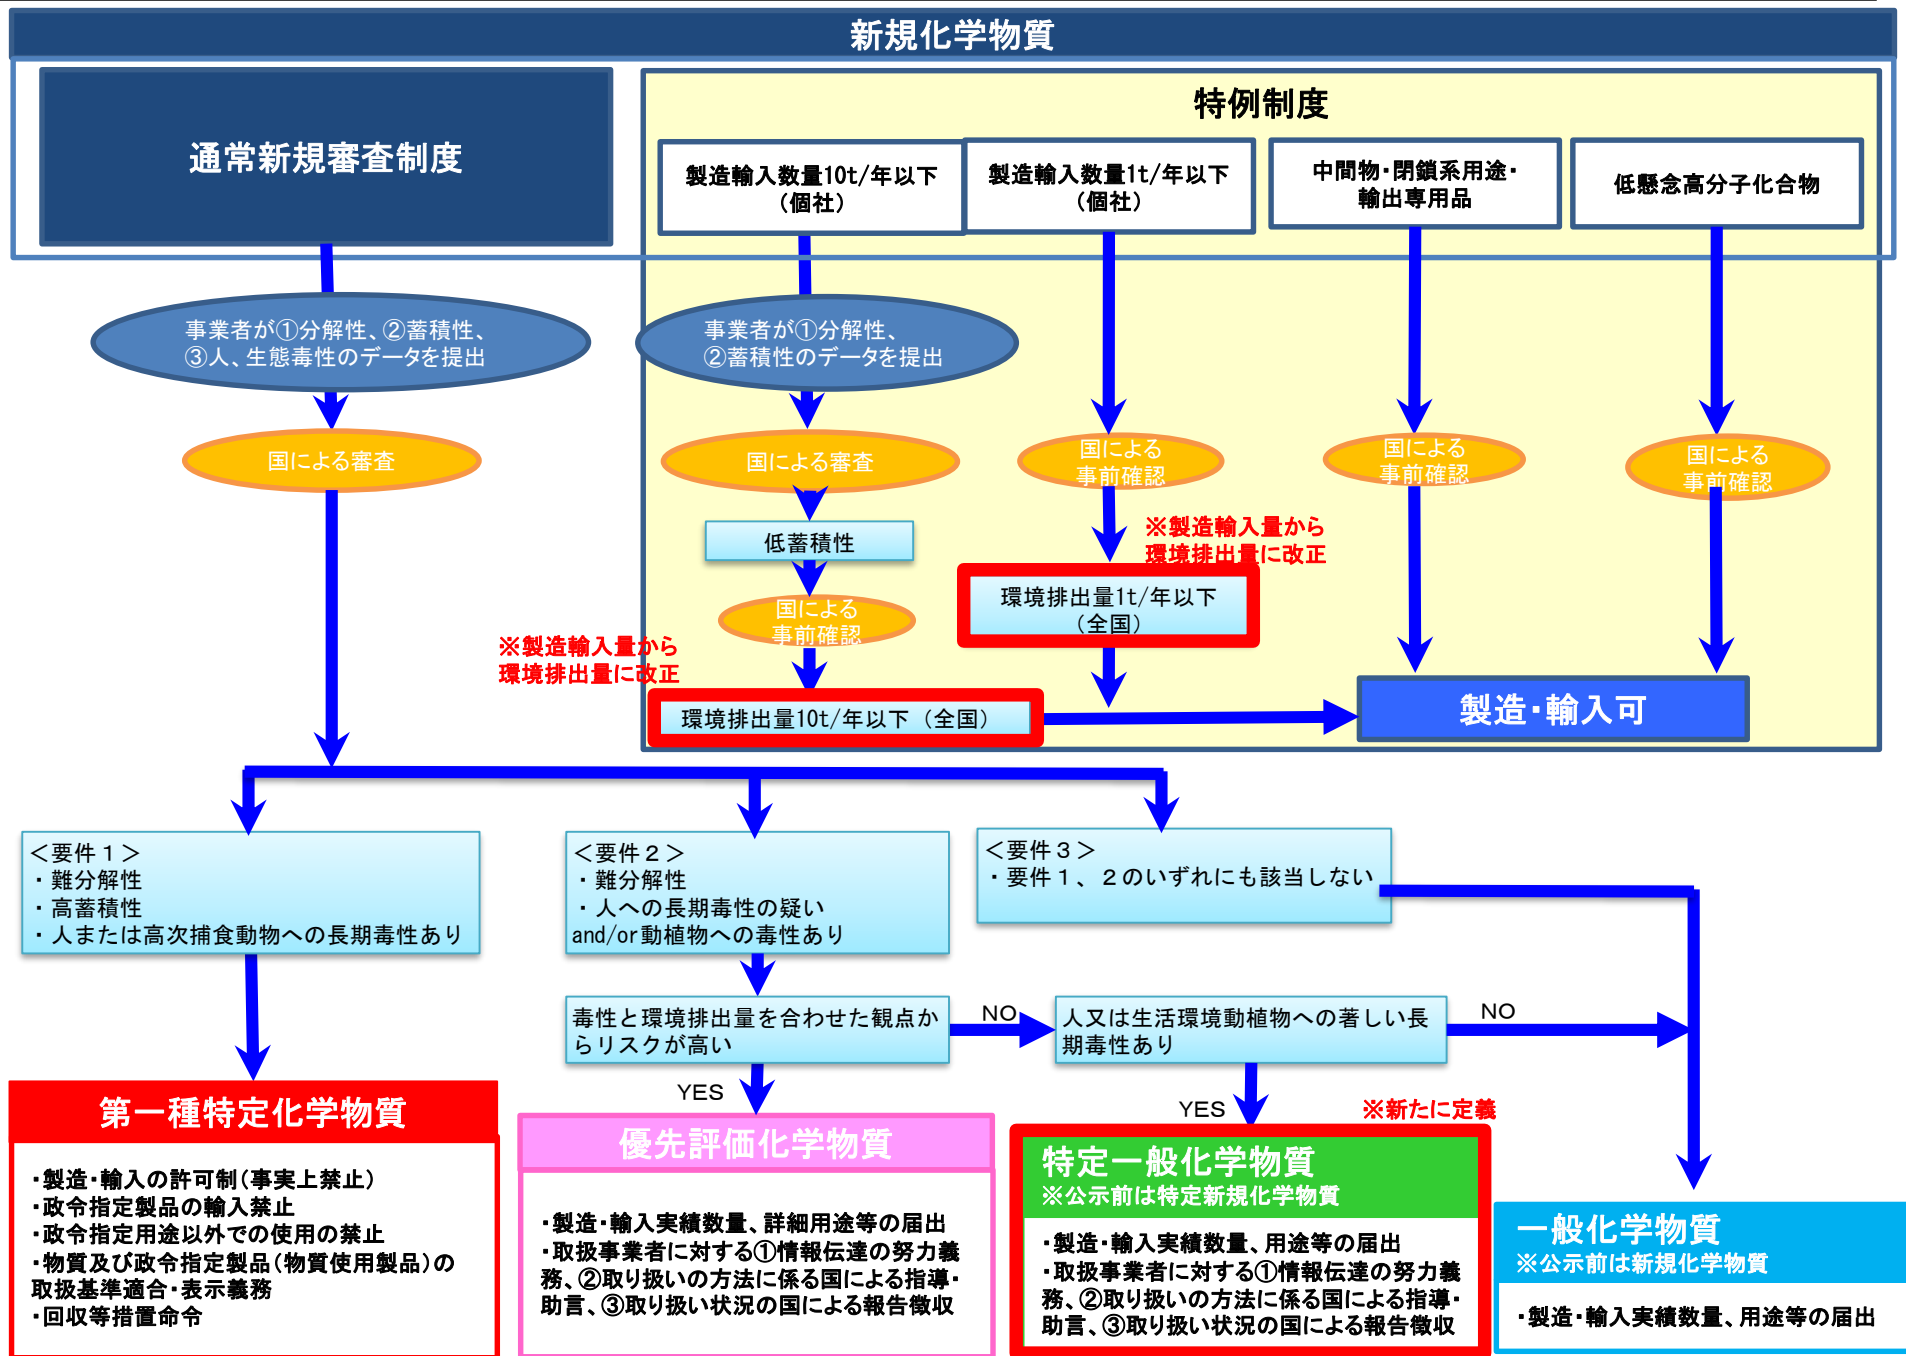 新規化学物質
通常新規審査制度
特例制度
製造輸入数量10t/年以下
（個社）
製造輸入数量1t/年以下
（個社）
中間物・閉鎖系用途・
輸出専用品
低懸念高分子化合物
事業者が①分解性、②蓄積性、
③人、生態毒性のデータを提出
事業者が①分解性、
②蓄積性のデータを提出
国による審査
国による審査
国による
事前確認
国による
事前確認
国による
事前確認
低蓄積性
※製造輸入量から
環境排出量に改正
国による
事前確認
環境排出量1t/年以下
（全国）
※製造輸入量から
環境排出量に改正
環境排出量10t/年以下（全国）
製造・輸入可
＜要件１＞
・難分解性
・高蓄積性
・人または高次捕食動物への長期毒性あり
＜要件２＞
・難分解性
・人への長期毒性の疑い
and/or動植物への毒性あり
＜要件３＞
・要件１、２のいずれにも該当しない
毒性と環境排出量を合わせた観点か
らリスクが高い
NO
人又は生活環境動植物への著しい長
期毒性あり
NO
YES
YES
※新たに定義
第一種特定化学物質
・製造・輸入の許可制（事実上禁止）
・政令指定製品の輸入禁止
・政令指定用途以外での使用の禁止
・物質及び政令指定製品（物質使用製品）の
取扱基準適合・表示義務
・回収等措置命令
優先評価化学物質
・製造・輸入実績数量、詳細用途等の届出
・取扱事業者に対する①情報伝達の努力義
務、②取り扱いの方法に係る国による指導・
助言、③取り扱い状況の国による報告徴収
特定一般化学物質
※公示前は特定新規化学物質
・製造・輸入実績数量、用途等の届出
・取扱事業者に対する①情報伝達の努力義
務、②取り扱いの方法に係る国による指導・
助言、③取り扱い状況の国による報告徴収
一般化学物質
※公示前は新規化学物質
・製造・輸入実績数量、用途等の届出